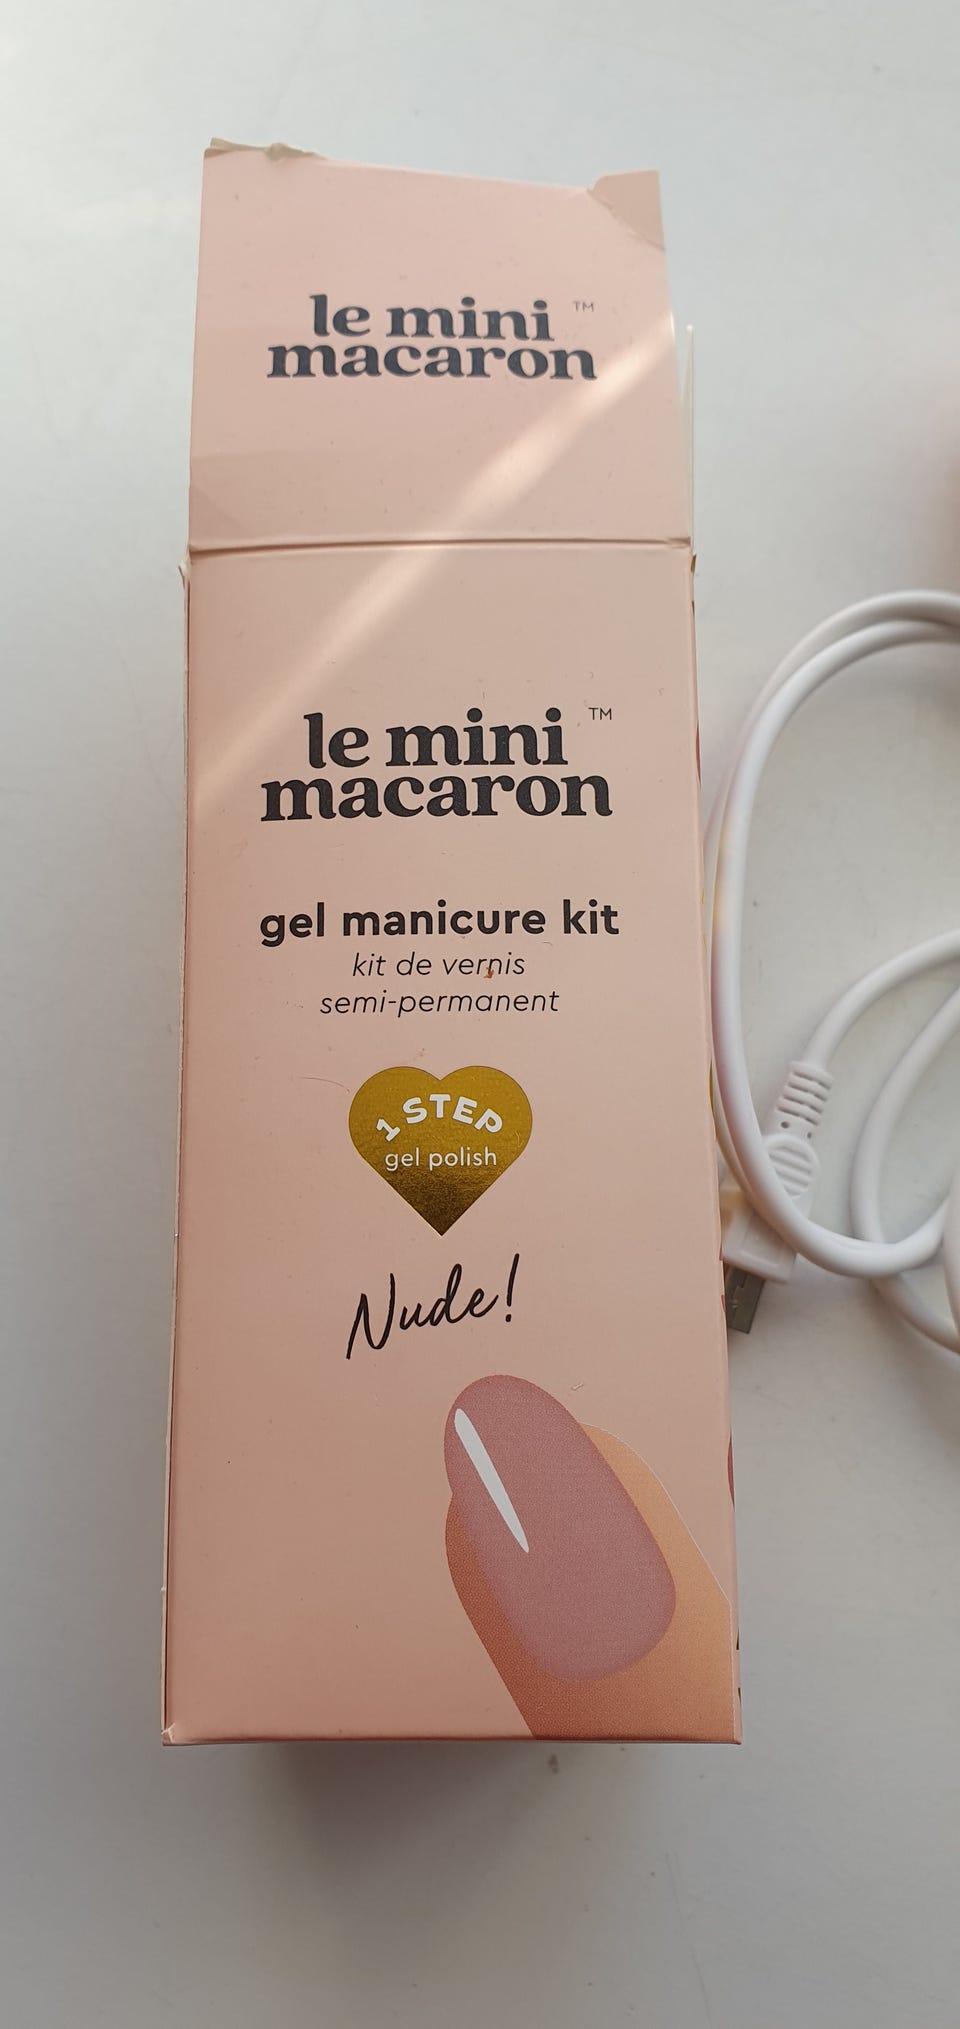 le mini ™
macaron
le mini ™
macaron
gel manicure kit
kit de vernis
semi-permanent
1 STEP
gel polish
Nude!